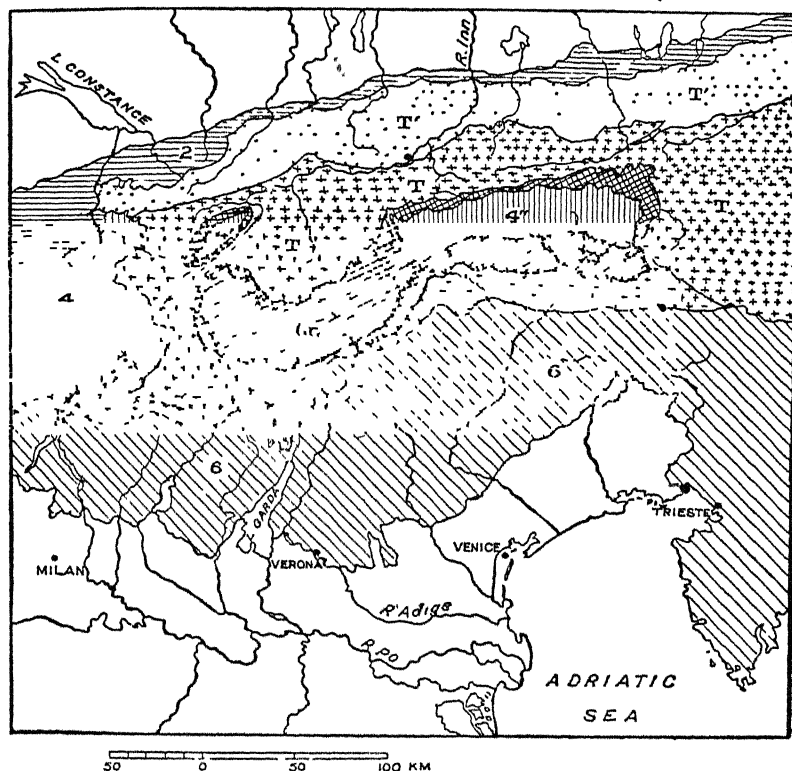 L. CONSTANCE
R. Inn
T'
T'
2
T
4"
T
T
4
Gr.
6
6
GARDA
TRIESTE
VENICE
MILAN
VERONA
R. Adige
R. Po
ADRIATIC
SEA
50 0 50 100 KM